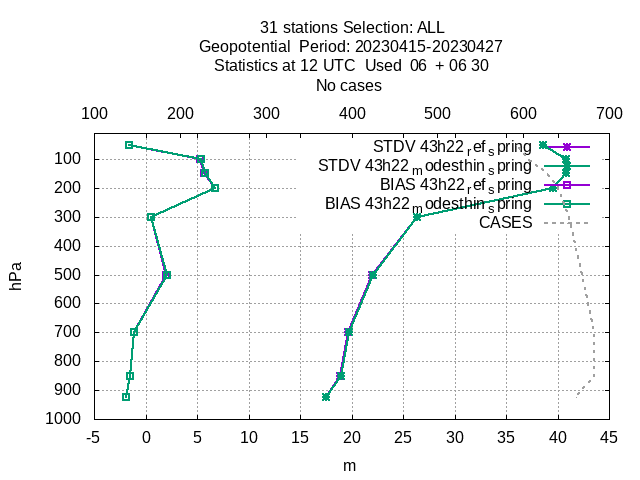 31 stations Selection: ALL
Geopotential  Period: 20230415-20230427
Statistics at 12 UTC  Used  06  + 06 30
No cases
100 200 300 400 500 600 700
STDV 43h22_ref_spring
STDV 43h22_modesthin_spring
BIAS 43h22_ref_spring
BIAS 43h22_modesthin_spring
CASES
100
200
300
400
500
600
700
800
900
1000
hPa
-5 0 5 10 15 20 25 30 35 40 45
m